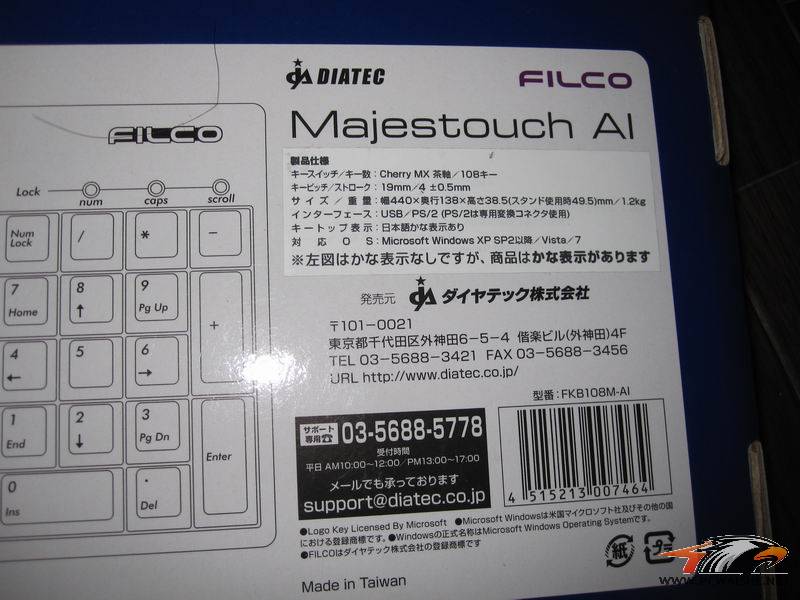 DIATEC
FILCO
Majestouch AI
製品仕様
キースイッチ/キー数：Cherry MX 茶軸／108キー
キーピッチ/ストローク：19mm／4 ±0.5mm
サイズ／重量：幅440×奥行138×高さ38.5(スタンド使用時49.5)mm／1.2kg
インターフェース：USB／PS/2 (PS/2は専用変換コネクタ使用)
キートップ表示：日本語かな表示あり
対応ＯＳ：Microsoft Windows XP SP2以降／Vista／7
※左図はかな表示なしですが、商品はかな表示があります
発売元 ダイヤテック株式会社
〒101-0021
東京都千代田区外神田6-5-4 偕楽ビル(外神田)4F
TEL 03-5688-3421 FAX 03-5688-3456
URL http://www.diatec.co.jp/
型番：FKB108M-AI
サポート専用☎ 03-5688-5778
受付時間
平日 AM10:00〜12:00／PM13:00〜17:00
メールでも承っております
support@diatec.co.jp
4 515213 007464
●Logo Key Licensed By Microsoft ●Microsoft Windowsは米国マイクロソフト社及びその他の国
における登録商標です。●Windowsの正式名称はMicrosoft Windows Operating Systemです。
●FILCOはダイヤテック株式会社の登録商標です
紙
プラ
Made in Taiwan
FILCO
Lock
num
caps
scroll
Num Lock
/
*
-
7 Home
8 ↑
9 Pg Up
+
4 ←
5
6 →
1 End
2 ↓
3 Pg Dn
Enter
0 Ins
. Del